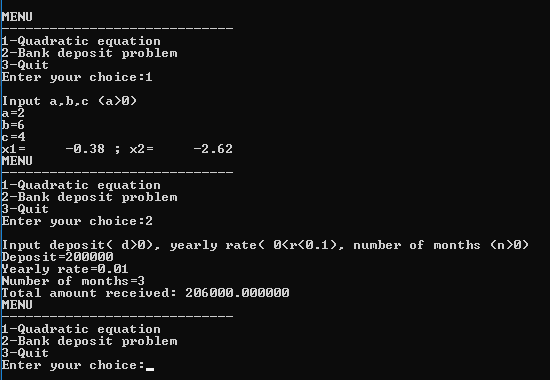 MENU
-----------------------------
1-Quadratic equation
2-Bank deposit problem
3-Quit
Enter your choice:1
Input a,b,c (a>0)
a=2
b=6
c=4
x1=     -0.38 ; x2=     -2.62
MENU
-----------------------------
1-Quadratic equation
2-Bank deposit problem
3-Quit
Enter your choice:2
Input deposit( d>0), yearly rate( 0<r<0.1), number of months (n>0)
Deposit=200000
Yearly rate=0.01
Number of months=3
Total amount received: 206000.000000
MENU
-----------------------------
1-Quadratic equation
2-Bank deposit problem
3-Quit
Enter your choice: